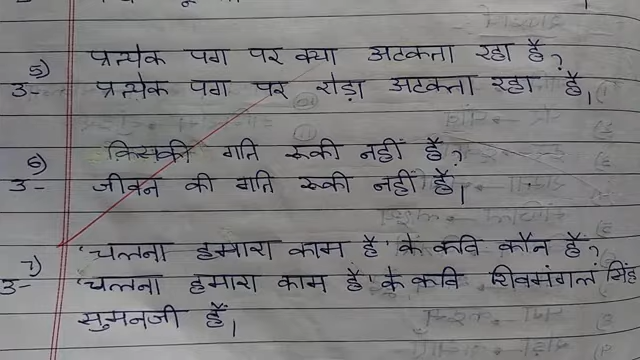 5) प्रत्येक पग पर क्या अटकता रहा है?
उ- प्रत्येक पग पर रोड़ा अटकता रहा है।
6) किसकी गति रुकी नहीं है?
उ- जीवन की गति रुकी नहीं है।
7) 'चलना हमारा काम है' के कवि कौन हैं?
उ- 'चलना हमारा काम है' के कवि शिवमंगल सिंह
सुमनजी हैं।